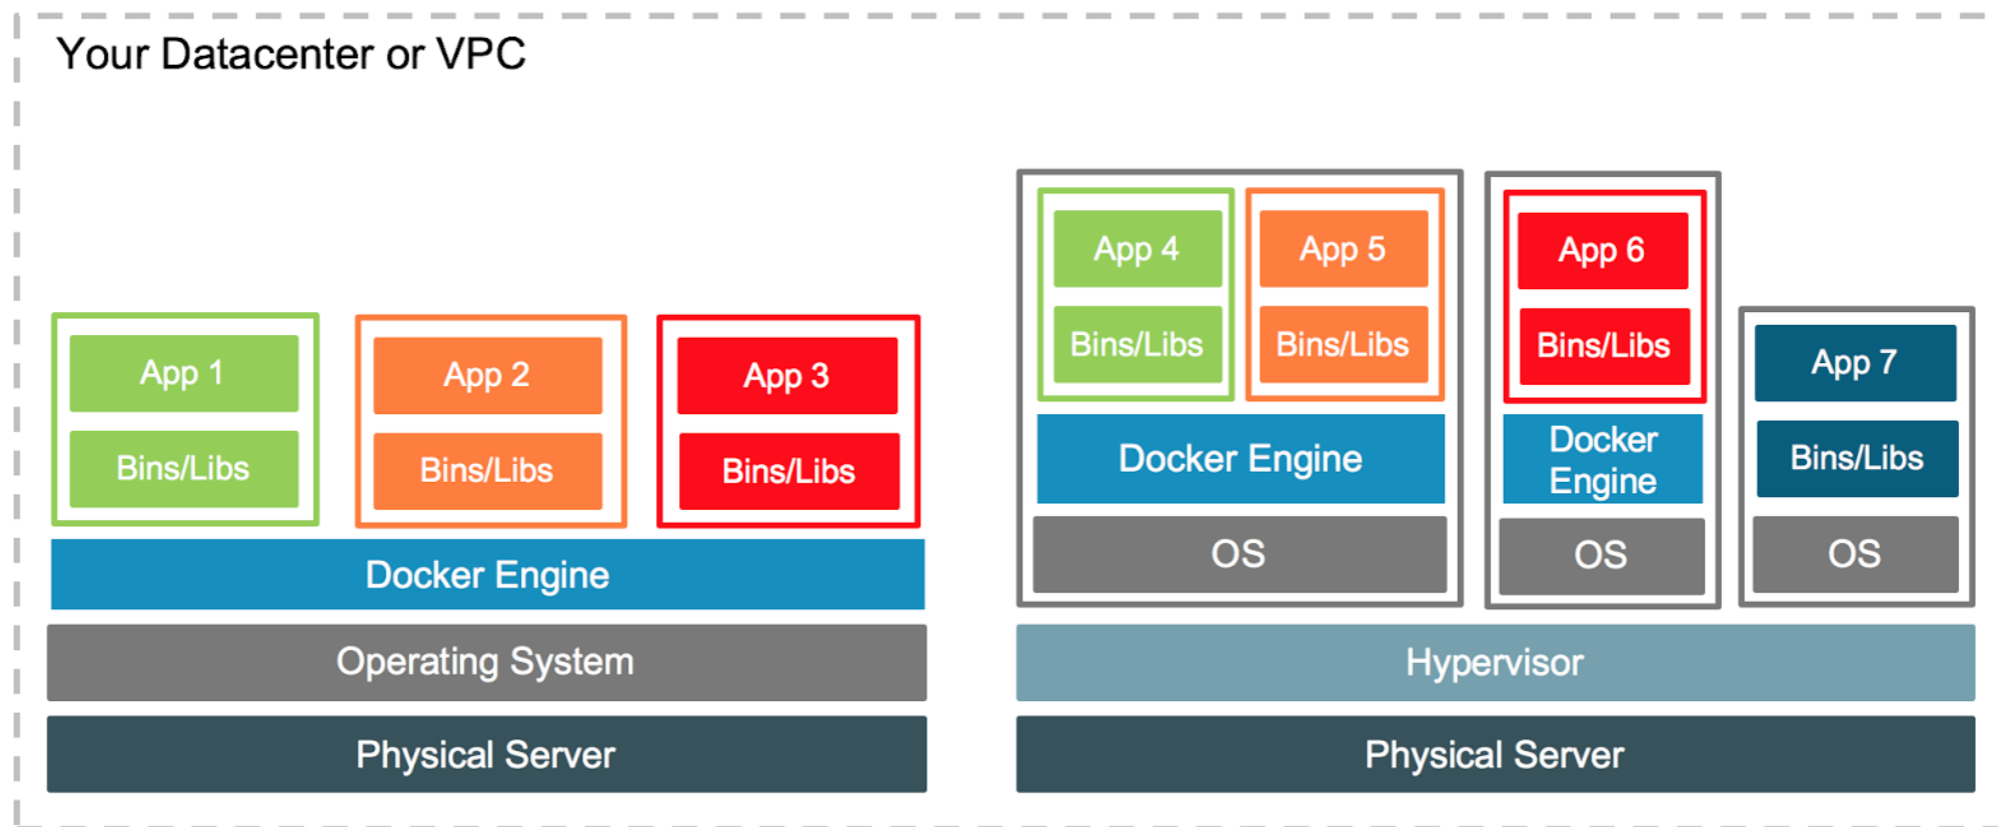 Your Datacenter or VPC
App 1
Bins/Libs
App 2
Bins/Libs
App 3
Bins/Libs
Docker Engine
Operating System
Physical Server
App 4
Bins/Libs
App 5
Bins/Libs
Docker Engine
OS
App 6
Bins/Libs
Docker
Engine
OS
App 7
Bins/Libs
OS
Hypervisor
Physical Server